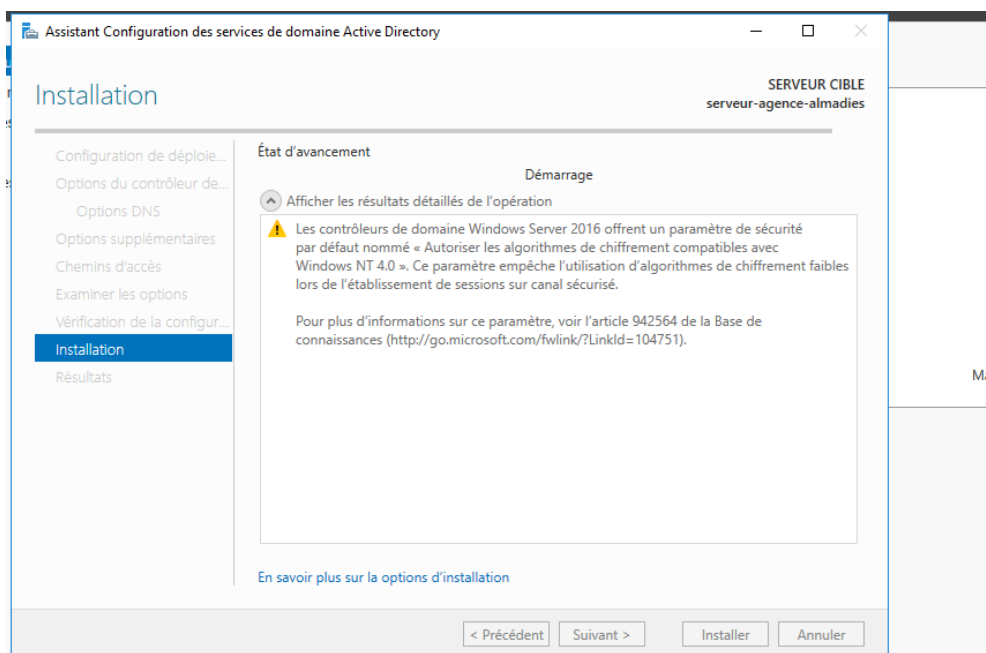 Assistant Configuration des services de domaine Active Directory
Installation
SERVEUR CIBLE
serveur-agence-almadies
Configuration de déploie...
Options du contrôleur de...
Options DNS
Options supplémentaires
Chemins d'accès
Examiner les options
Vérification de la configur...
Installation
Résultats
État d'avancement
Démarrage
Afficher les résultats détaillés de l'opération
Les contrôleurs de domaine Windows Server 2016 offrent un paramètre de sécurité
par défaut nommé « Autoriser les algorithmes de chiffrement compatibles avec
Windows NT 4.0 ». Ce paramètre empêche l'utilisation d'algorithmes de chiffrement faibles
lors de l'établissement de sessions sur canal sécurisé.
Pour plus d'informations sur ce paramètre, voir l'article 942564 de la Base de
connaissances (http://go.microsoft.com/fwlink/?LinkId=104751).
En savoir plus sur la options d'installation
< Précédent
Suivant >
Installer
Annuler